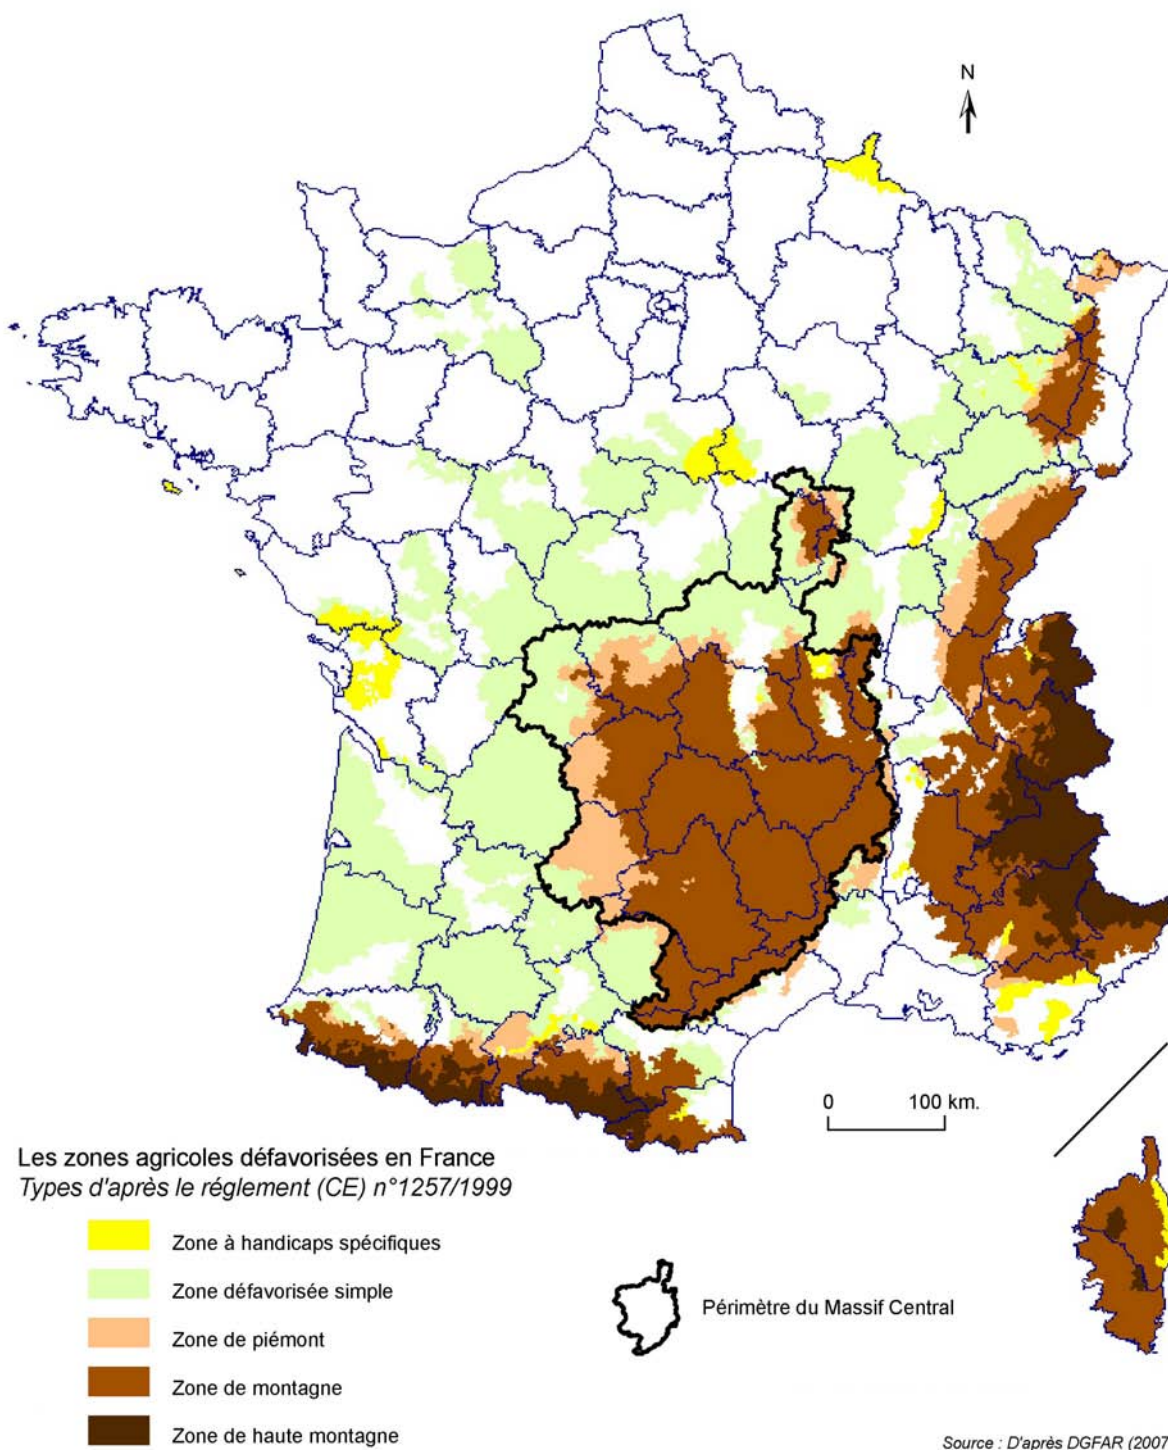 N
0 100 km.
Les zones agricoles défavorisées en France
Types d'après le réglement (CE) n°1257/1999
Zone à handicaps spécifiques
Zone défavorisée simple
Zone de piémont
Zone de montagne
Zone de haute montagne
Périmètre du Massif Central
Source : D'après DGFAR (2007